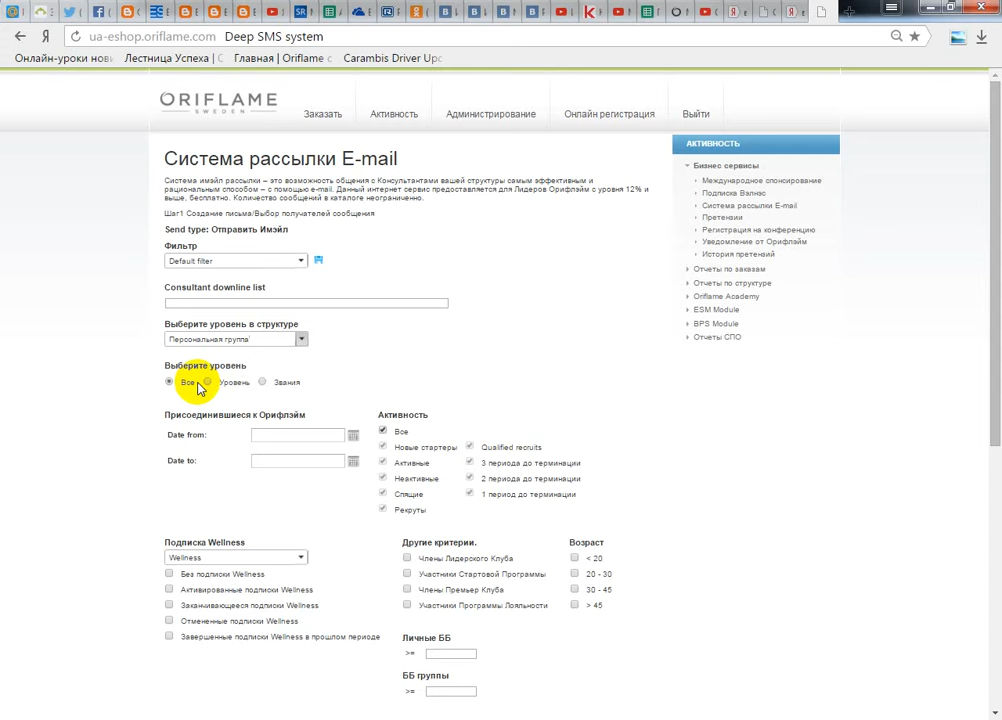 ua-eshop.oriflame.com Deep SMS system
Онлайн-уроки нов
Лестница Успеха | С
Главная | Oriflame c
Carambis Driver Upd
ORIFLAME
SWEDEN
Заказать
Активность
Администрирование
Онлайн регистрация
Выйти
Система рассылки E-mail
Система имэйл рассылки – это возможность общения с Консультантами вашей структуры самым эффективным и
рациональным способом – с помощью e-mail. Данный интернет сервис предоставляется для Лидеров Орифлэйм с уровня 12% и
выше, бесплатно. Количество сообщений в каталоге неограниченно.
Шаг1 Создание письма/Выбор получателей сообщения
Send type: Отправить Имэйл
Фильтр
Default filter
Consultant downline list
Выберите уровень в структуре
Персональная группа'
Выберите уровень
Все Уровень Звания
Присоединившиеся к Орифлэйм
Date from:
Date to:
Активность
Все
Новые стартеры Qualified recruits
Активные 3 периода до терминации
Неактивные 2 периода до терминации
Спящие 1 период до терминации
Рекруты
Подписка Wellness
Wellness
Без подписки Wellness
Активированные подписки Wellness
Заканчивающееся подписки Wellness
Отмененные подписки Wellness
Завершенные подписки Wellness в прошлом периоде
Другие критерии.
Члены Лидерского Клуба
Участники Стартовой Программы
Члены Премьер Клуба
Участники Программы Лояльности
Возраст
< 20
20 - 30
30 - 45
> 45
Личные ББ
>=
ББ группы
>=
АКТИВНОСТЬ
Бизнес сервисы
Международное спонсирование
Подписка Вэлнэс
Система рассылки E-mail
Претензии
Регистрация на конференцию
Уведомление от Орифлэйм
История претензий
Отчеты по заказам
Отчеты по структуре
Oriflame Academy
ESM Module
BPS Module
Отчеты СПО